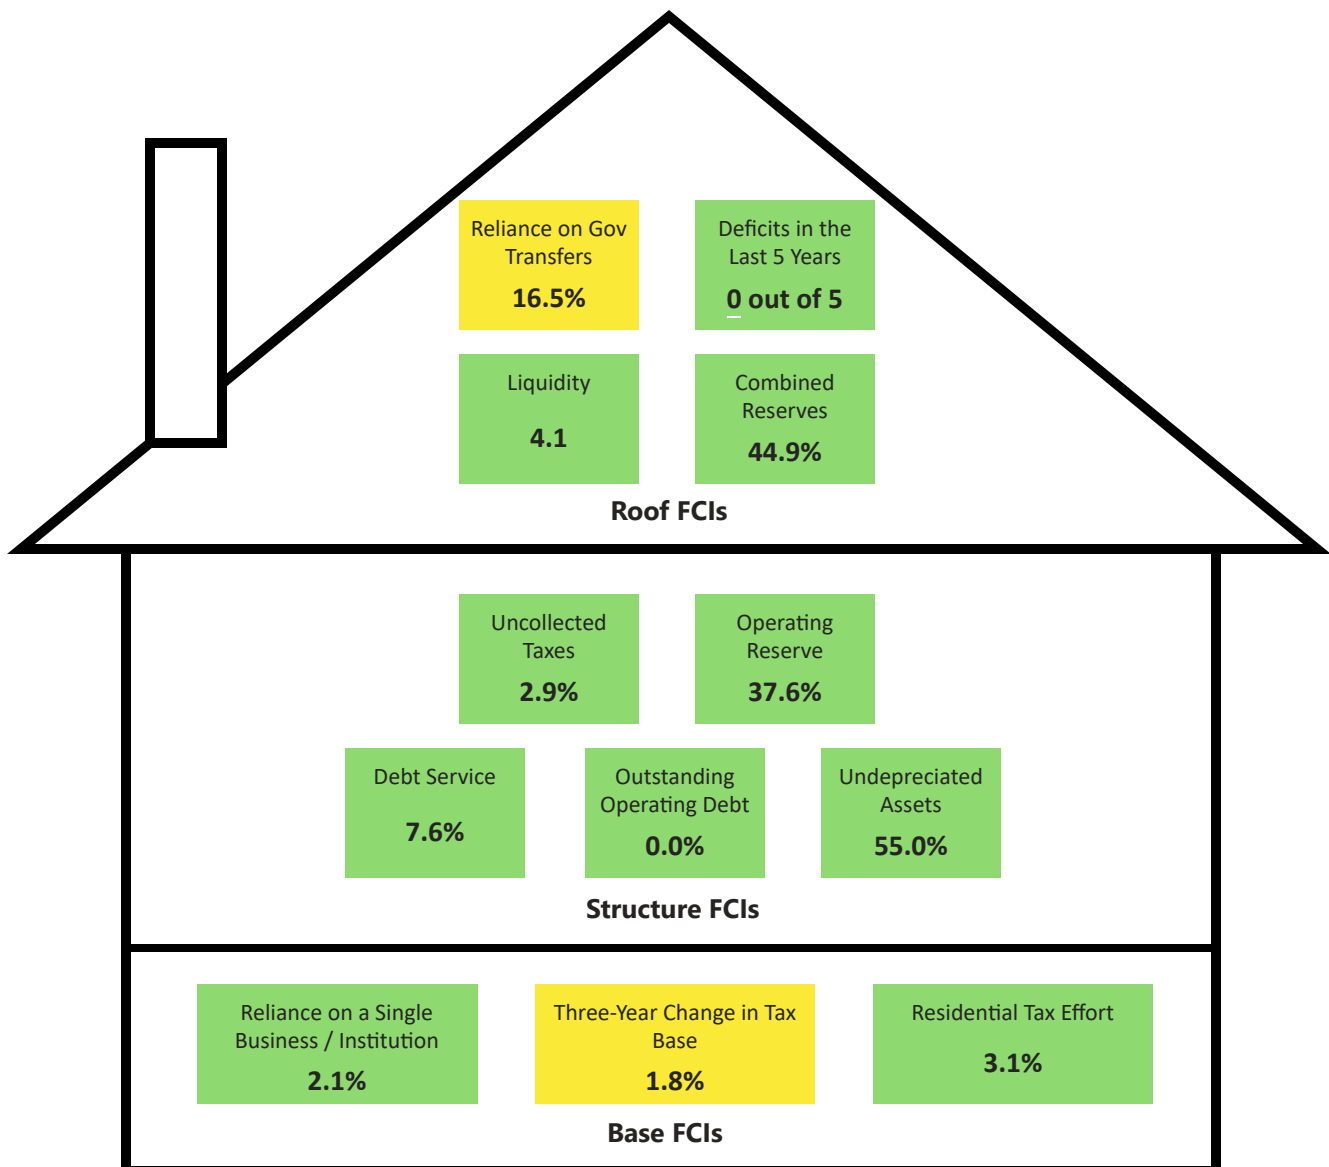 Reliance on Gov
Transfers
16.5%
Deficits in the
Last 5 Years
0 out of 5
Liquidity
4.1
Combined
Reserves
44.9%
Roof FCIs
Uncollected
Taxes
2.9%
Operating
Reserve
37.6%
Debt Service
7.6%
Outstanding
Operating Debt
0.0%
Undepreciated
Assets
55.0%
Structure FCIs
Reliance on a Single
Business / Institution
2.1%
Three-Year Change in Tax
Base
1.8%
Residential Tax Effort
3.1%
Base FCIs